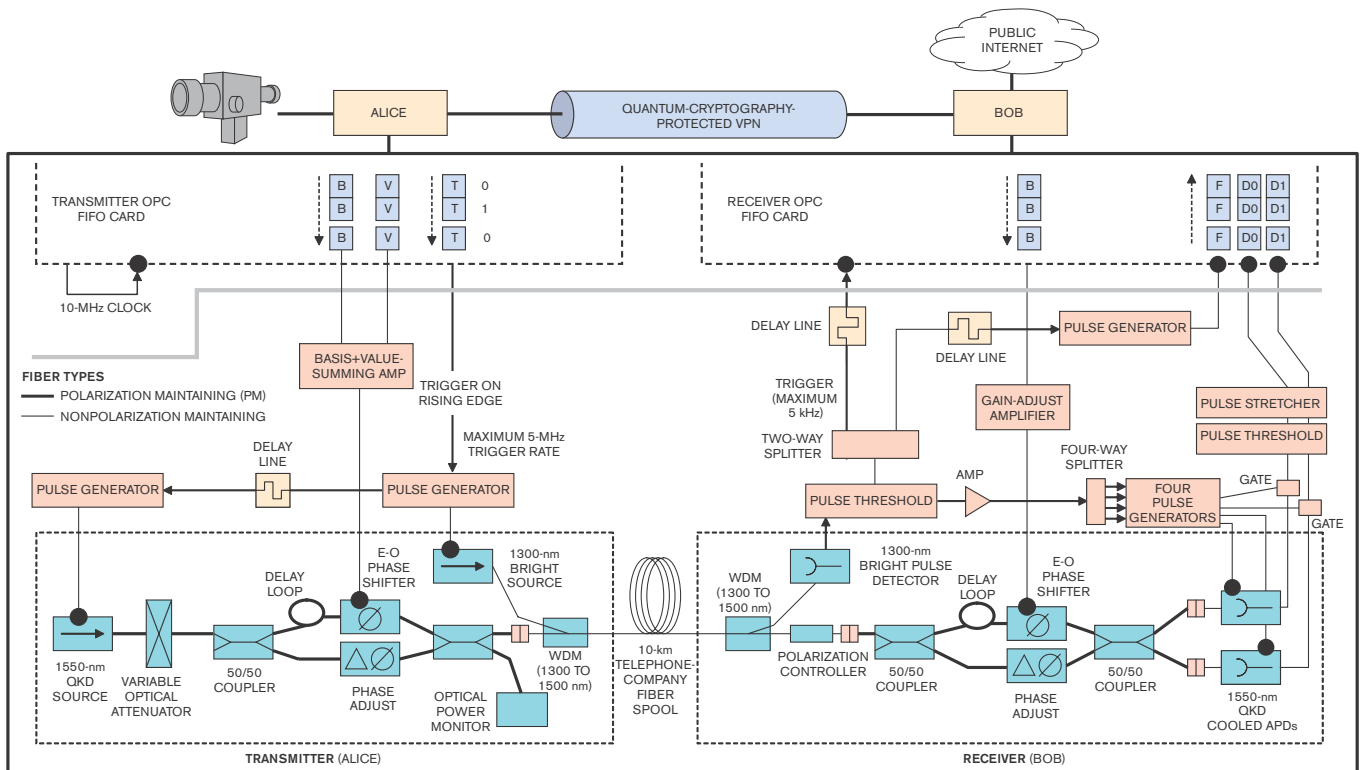 PUBLIC
INTERNET
ALICE
QUANTUM-CRYPTOGRAPHY-
PROTECTED VPN
BOB
TRANSMITTER OPC
FIFO CARD
B V T 0
B V T 1
B V T 0
10-MHz CLOCK
RECEIVER OPC
FIFO CARD
B F D0 D1
B F D0 D1
B F D0 D1
FIBER TYPES
POLARIZATION MAINTAINING (PM)
NONPOLARIZATION MAINTAINING
BASIS+VALUE-
SUMMING AMP
TRIGGER ON
RISING EDGE
MAXIMUM 5-MHz
TRIGGER RATE
DELAY
LINE
PULSE GENERATOR
PULSE GENERATOR
DELAY LINE
DELAY LINE
PULSE GENERATOR
TRIGGER
(MAXIMUM
5 kHz)
TWO-WAY
SPLITTER
GAIN-ADJUST
AMPLIFIER
PULSE STRETCHER
PULSE THRESHOLD
PULSE THRESHOLD
AMP
FOUR-WAY
SPLITTER
FOUR
PULSE
GENERATORS
GATE
GATE
1300-nm
BRIGHT
SOURCE
E-O
PHASE
SHIFTER
DELAY
LOOP
1550-nm
QKD
SOURCE
VARIABLE
OPTICAL
ATTENUATOR
50/50
COUPLER
PHASE
ADJUST
OPTICAL
POWER
MONITOR
WDM
(1300 TO
1500 nm)
10-km
TELEPHONE-
COMPANY
FIBER
SPOOL
TRANSMITTER (ALICE)
WDM
(1300 TO
1500 nm)
1300-nm
BRIGHT PULSE
DETECTOR
POLARIZATION
CONTROLLER
DELAY
LOOP
E-O
PHASE
SHIFTER
50/50
COUPLER
PHASE
ADJUST
50/50
COUPLER
1550-nm
QKD
COOLED APDs
RECEIVER (BOB)